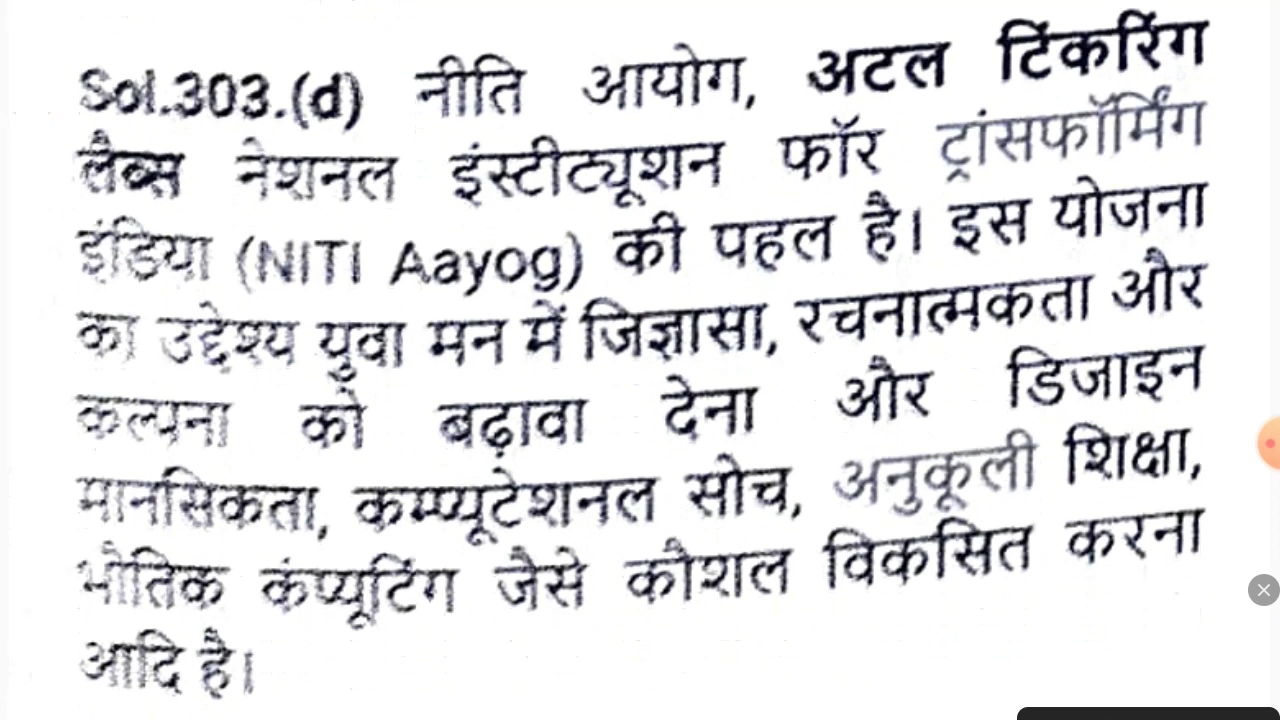 Sol.303.(d) नीति आयोग, अटल टिंकरिंग
लैब्स नेशनल इंस्टीट्यूशन फॉर ट्रांसफॉर्मिंग
इंडिया (NITI Aayog) की पहल है। इस योजना
का उद्देश्य युवा मन में जिज्ञासा, रचनात्मकता और
कल्पना को बढ़ावा देना और डिजाइन
मानसिकता, कम्प्यूटेशनल सोच, अनुकूली शिक्षा,
भौतिक कंप्यूटिंग जैसे कौशल विकसित करना
आदि है।